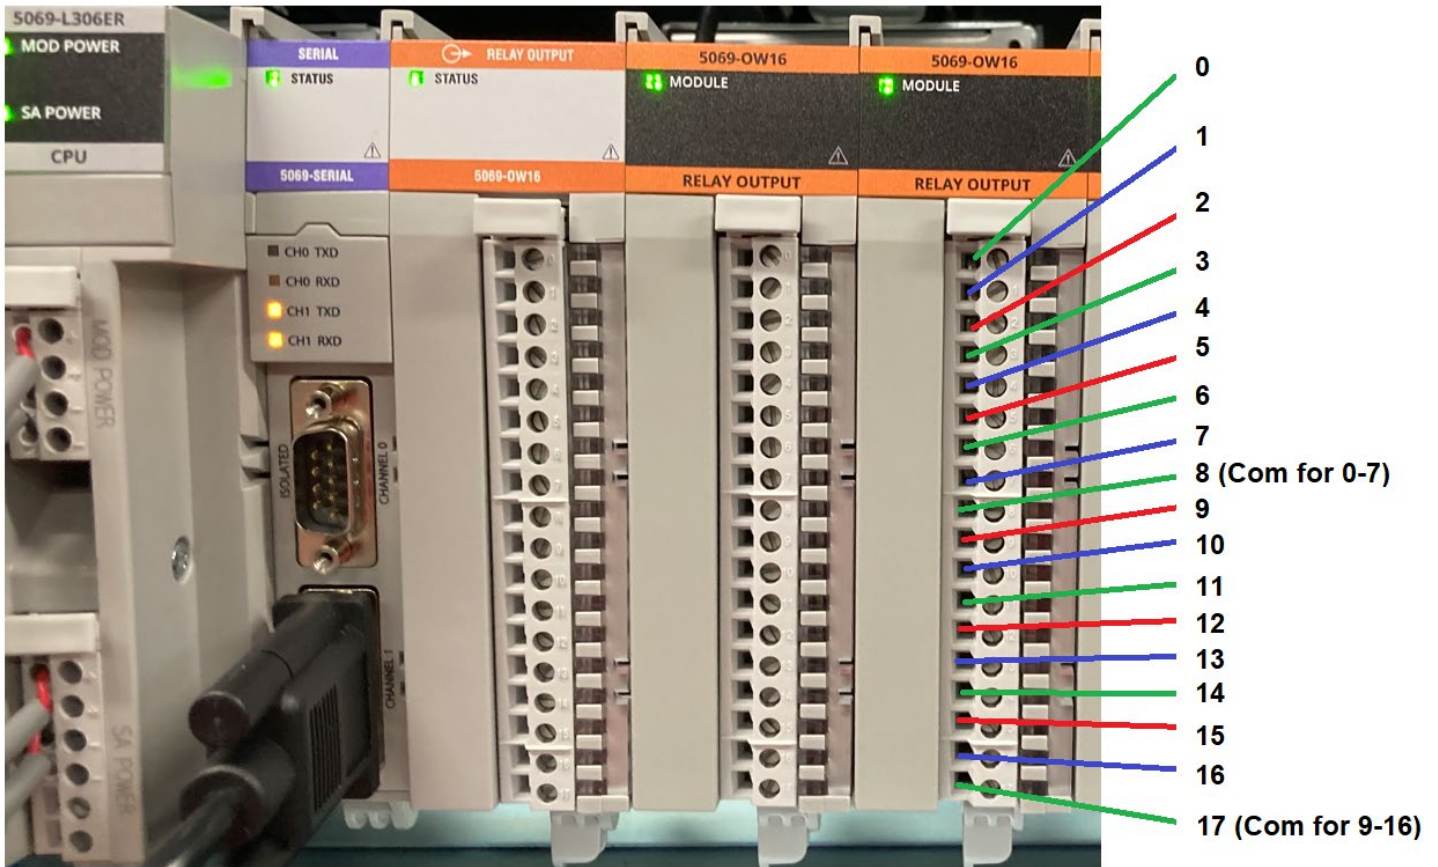 5069-L306ER
MOD POWER
SA POWER
CPU
SERIAL
STATUS
5069-SERIAL
CH0 TXD
CH0 RXD
CH1 TXD
CH1 RXD
ISOLATED
CHANNEL 0
CHANNEL 1
MOD POWER
SA POWER
RELAY OUTPUT
STATUS
5069-OW16
5069-OW16
MODULE
RELAY OUTPUT
5069-OW16
MODULE
RELAY OUTPUT
0
1
2
3
4
5
6
7
8 (Com for 0-7)
9
10
11
12
13
14
15
16
17 (Com for 9-16)